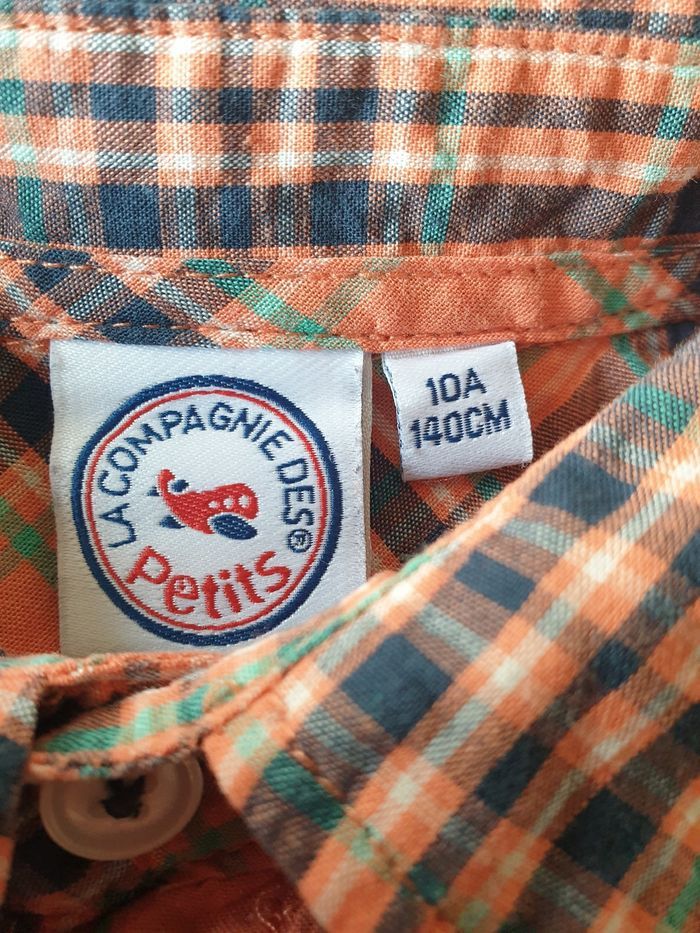 LA COMPAGNIE DES®
Petits
10A
140CM